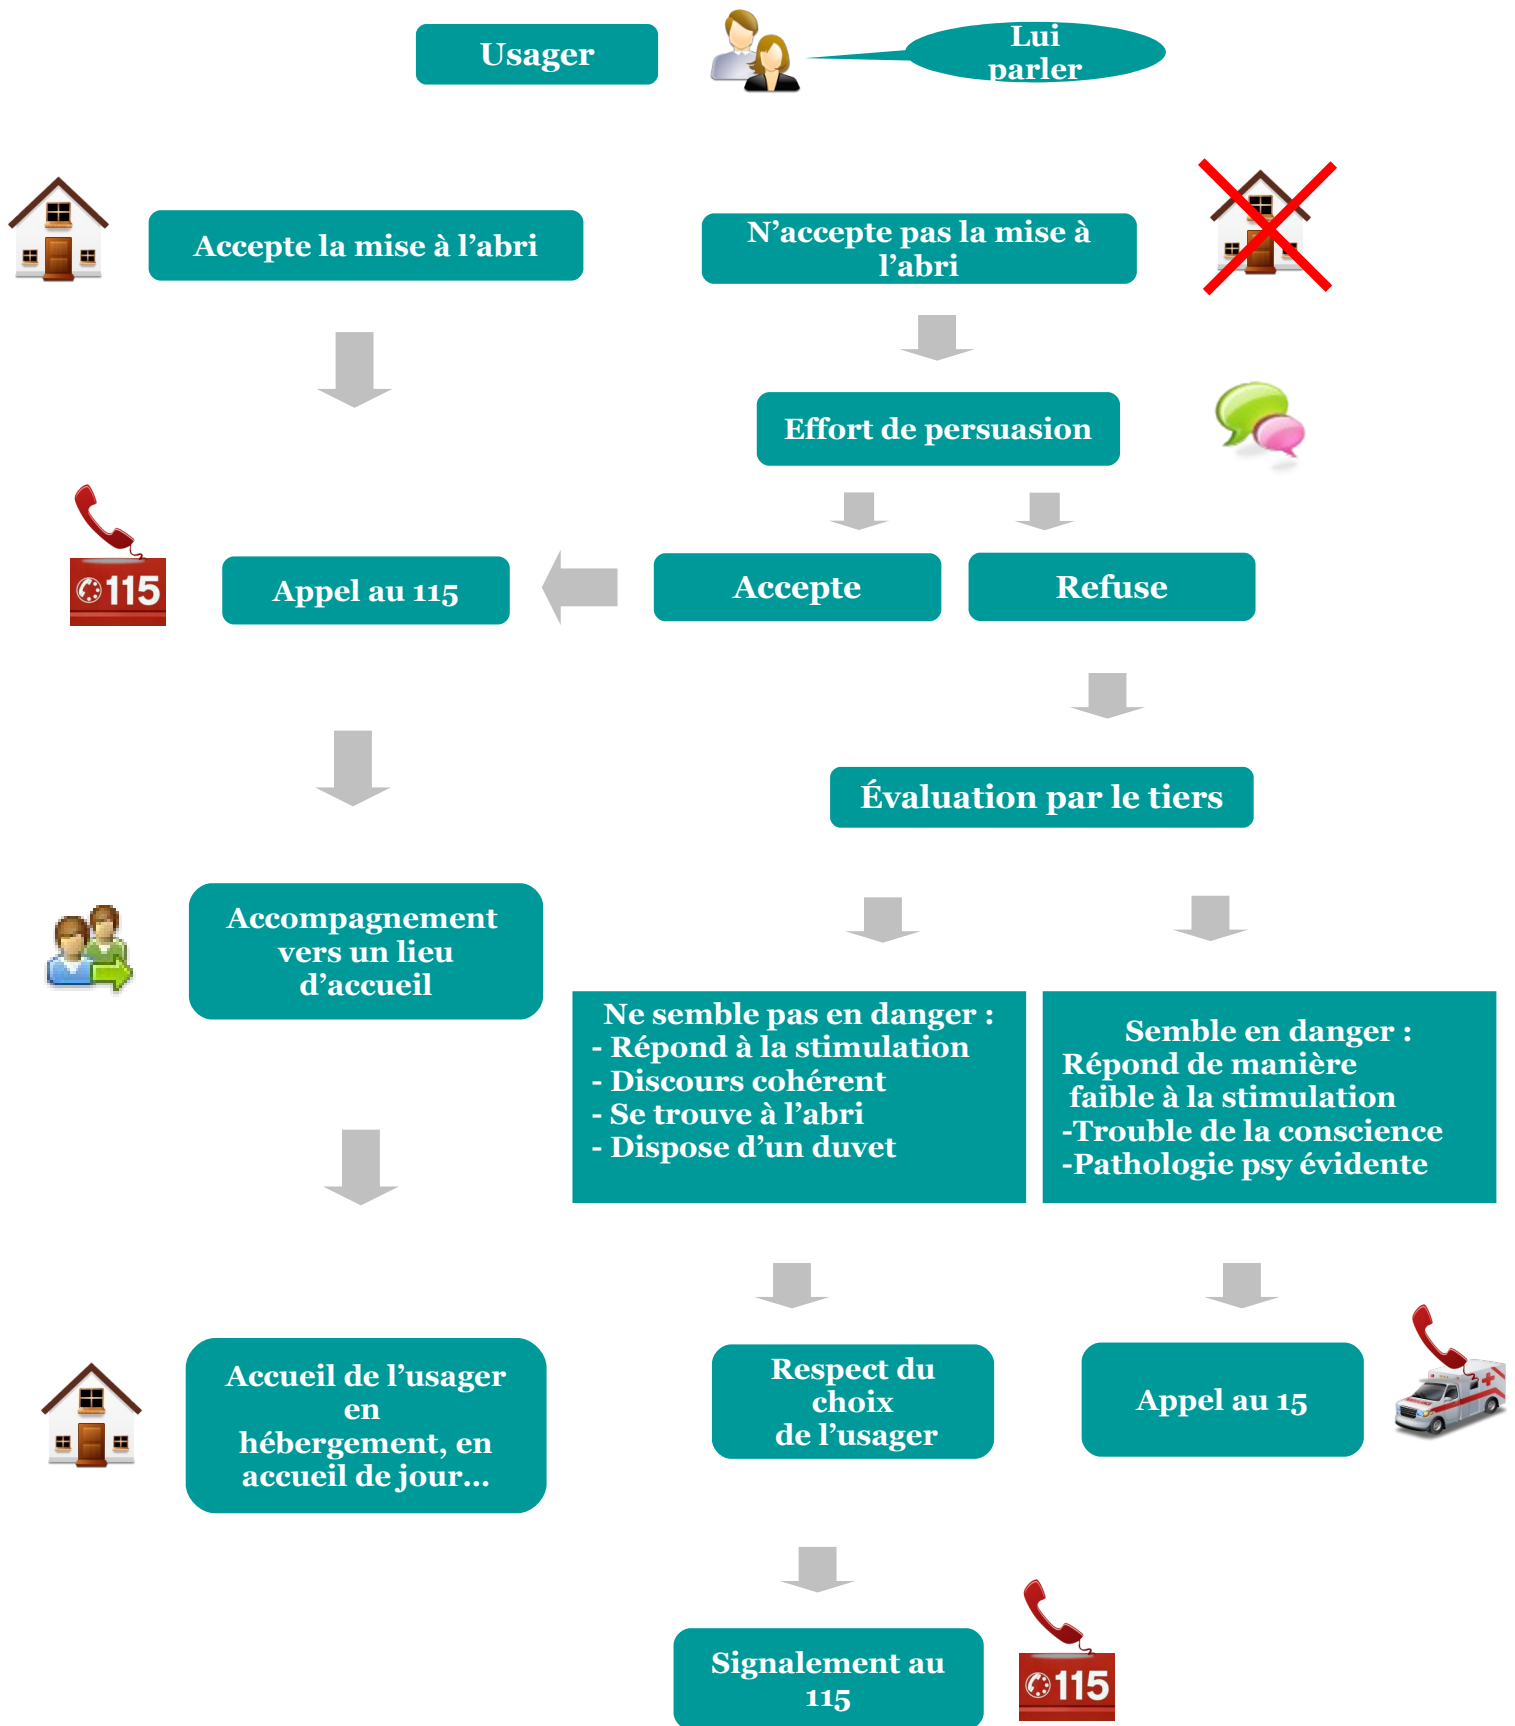 Usager
Lui
parler
Accepte la mise à l’abri
N’accepte pas la mise à
l’abri
Effort de persuasion
115
Appel au 115
Accepte
Refuse
Évaluation par le tiers
Accompagnement
vers un lieu
d’accueil
Ne semble pas en danger :
- Répond à la stimulation
- Discours cohérent
- Se trouve à l’abri
- Dispose d’un duvet
Semble en danger :
Répond de manière
faible à la stimulation
-Trouble de la conscience
-Pathologie psy évidente
Accueil de l’usager
en
hébergement, en
accueil de jour…
Respect du
choix
de l’usager
Appel au 15
Signalement au
115
115